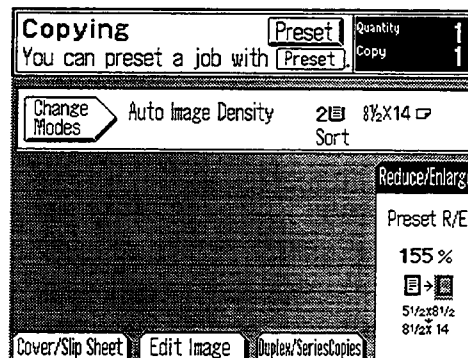 Copying Preset Quantity 1
You can preset a job with Preset. Copy 1
Change Modes Auto Image Density 2 8½X14
Sort
Reduce/Enlarg
Preset R/E
155 %
5½x8½
8½x 14
Cover/Slip Sheet Edit Image Duplex/SeriesCopies